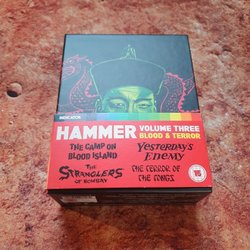 INDICATOR
HAMMER
VOLUME THREE
BLOOD & TERROR
THE CAMP ON
BLOOD ISLAND
YESTERDAY'S
ENEMY
THE
STRANGLERS
OF BOMBAY
THE TERROR OF
THE TONGS
15